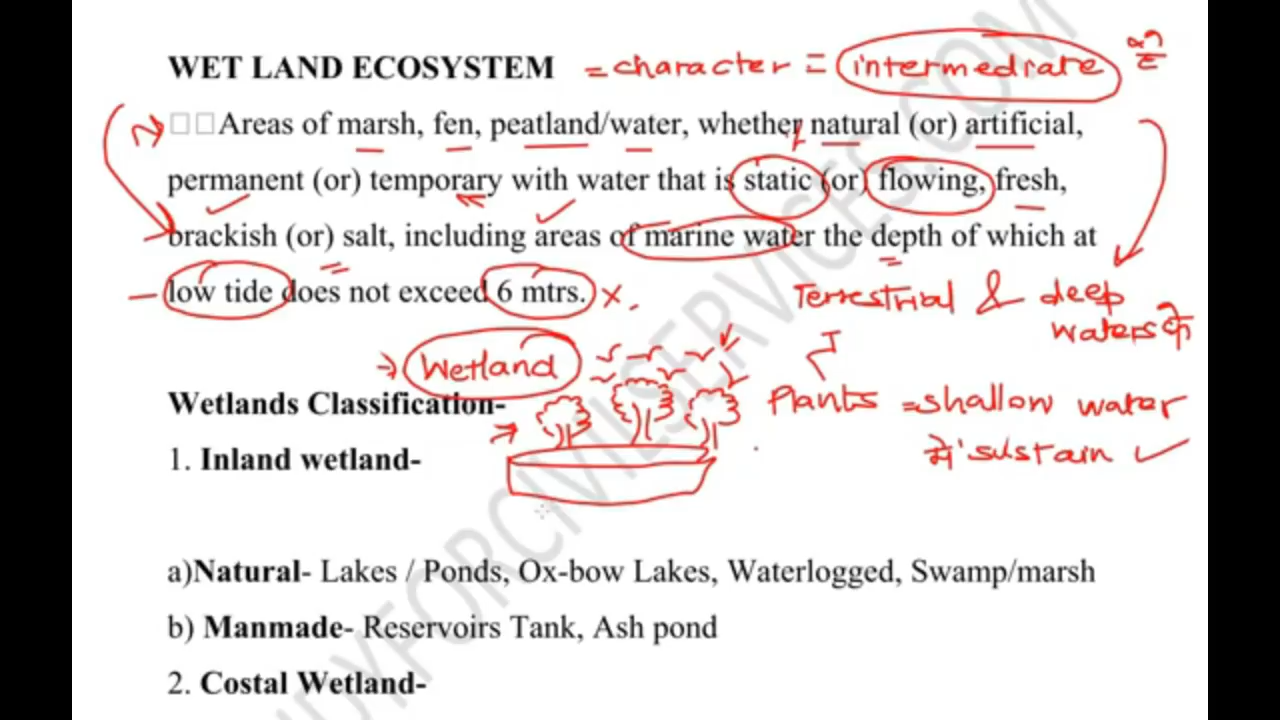 WET LAND ECOSYSTEM = character = intermediate है
□□Areas of marsh, fen, peatland/water, whether natural (or) artificial,
permanent (or) temporary with water that is static (or) flowing, fresh,
brackish (or) salt, including areas of marine water the depth of which at
low tide does not exceed 6 mtrs. x.
Terrestrial & deep
waters के
Wetland
Wetlands Classification-
Plants = shallow water
में sustain
1. Inland wetland-
a)Natural- Lakes / Ponds, Ox-bow Lakes, Waterlogged, Swamp/marsh
b) Manmade- Reservoirs Tank, Ash pond
2. Costal Wetland-